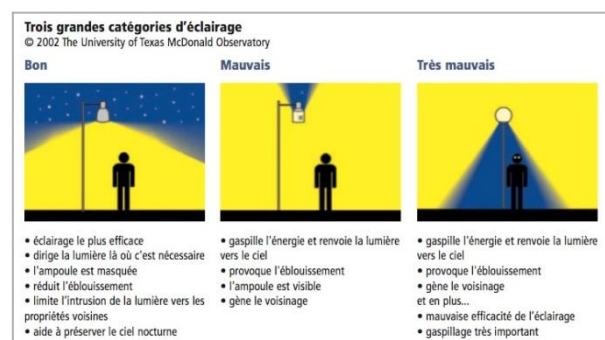 Trois grandes catégories d'éclairage
© 2002 The University of Texas McDonald Observatory
Bon
• éclairage le plus efficace
• dirige la lumière là où c'est nécessaire
• l'ampoule est masquée
• réduit l'éblouissement
• limite l'intrusion de la lumière vers les
propriétés voisines
• aide à préserver le ciel nocturne
Mauvais
• gaspille l'énergie et renvoie la lumière
vers le ciel
• provoque l'éblouissement
• l'ampoule est visible
• gêne le voisinage
Très mauvais
• gaspille l'énergie et renvoie la lumière
vers le ciel
• provoque l'éblouissement
• gêne le voisinage
et en plus...
• mauvaise efficacité de l'éclairage
• gaspillage très important